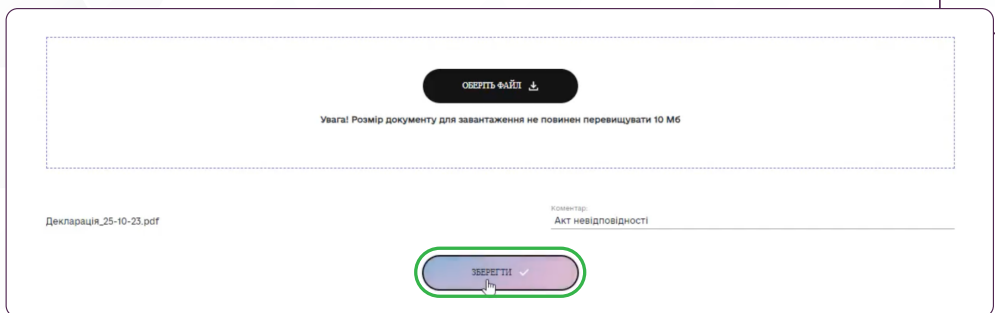 ОБЕРІТЬ ФАЙЛ
Увага! Розмір документу для завантаження не повинен перевищувати 10 Мб
Коментар:
Декларація_25-10-23.pdf
Акт невідповідності
ЗБЕРЕГТИ